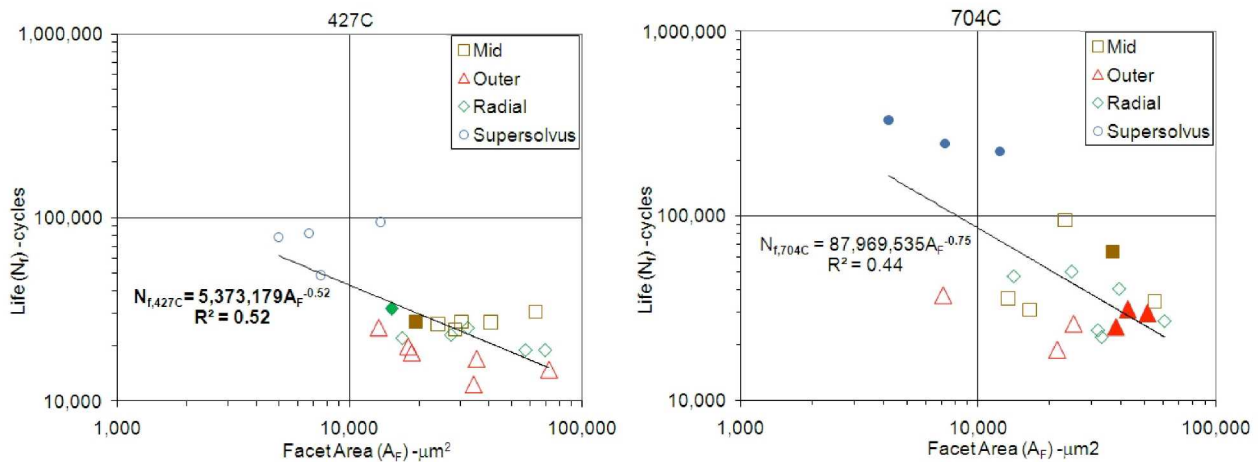 427C
1,000,000
100,000
10,000
Life (Nf) -cycles
Mid
Outer
Radial
Supersolvus
Nf,427C = 5,373,179AF-0.52
R² = 0.52
1,000
10,000
100,000
Facet Area (AF) -μm²
704C
1,000,000
100,000
10,000
Life (Nf) -cycles
Mid
Outer
Radial
Supersolvus
Nf,704C = 87,969,535AF-0.75
R² = 0.44
1,000
10,000
100,000
Facet Area (AF) -μm2